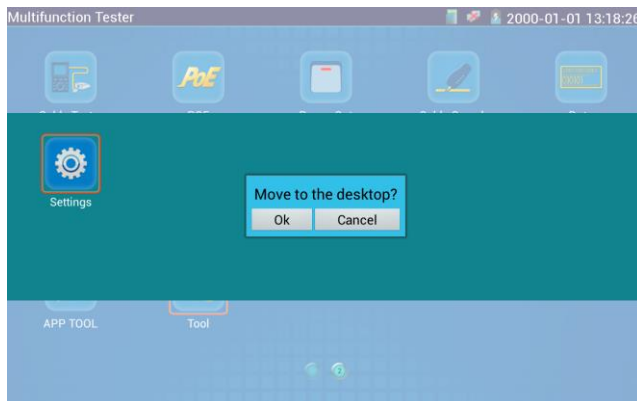 Multifunction Tester
2000-01-01 13:18:26
PoE
Settings
Move to the desktop?
Ok
Cancel
APP TOOL
Tool
2